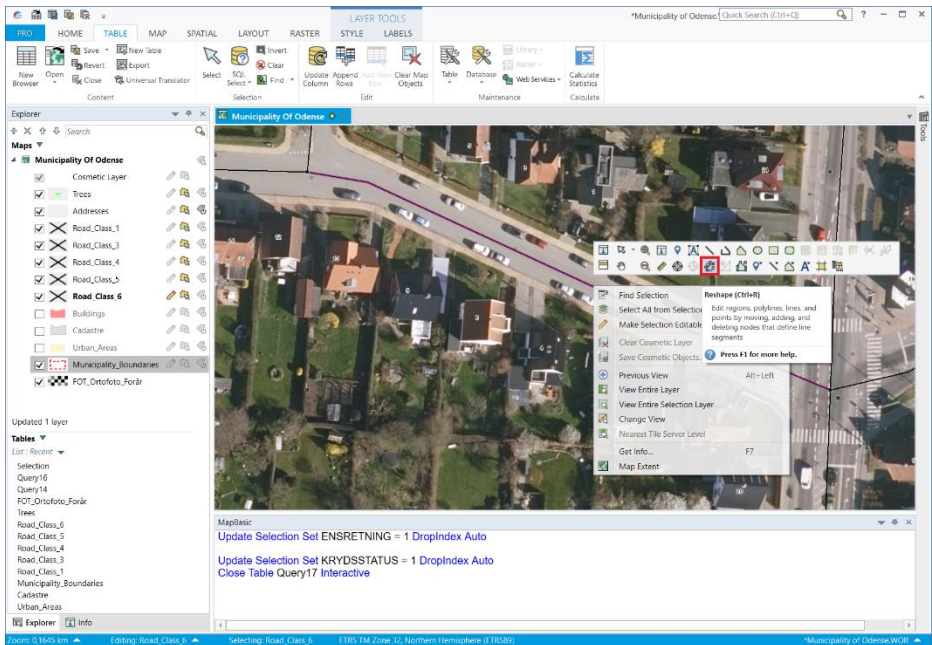 LAYER TOOLS
*Municipality of Odense.
Quick Search (Ctrl+Q)
PRO HOME TABLE MAP SPATIAL LAYOUT RASTER STYLE LABELS
New Browser
Open
Save
Revert
Close
New Table
Export
Universal Translator
Content
Select
SQL Select
Invert
Clear
Find
Selection
Update Column
Append Rows
Add New Row
Clear Map Objects
Edit
Table
Database
Library
Raster
Web Services
Maintenance
Calculate Statistics
Calculate
Explorer
Search
Maps
Municipality Of Odense
Cosmetic Layer
Trees
Addresses
Road_Class_1
Road_Class_3
Road_Class_4
Road_Class_5
Road_Class_6
Buildings
Cadastre
Urban_Areas
Municipality_Boundaries
FOT_Ortofoto_Forår
Updated 1 layer
Tables
List : Recent
Selection
Query16
Query14
FOT_Ortofoto_Forår
Trees
Road_Class_6
Road_Class_5
Road_Class_4
Road_Class_3
Road_Class_1
Municipality_Boundaries
Cadastre
Urban_Areas
Explorer Info
Municipality Of Odense
Tools
Find Selection
Select All from Selection
Make Selection Editable
Clear Cosmetic Layer
Save Cosmetic Objects.
Previous View Alt+Left
View Entire Layer
View Entire Selection Layer
Change View
Nearest Tile Server Level
Get Info... F7
Map Extent
Reshape (Ctrl+R)
Edit regions, polylines, lines, and
points by moving, adding, and
deleting nodes that define line
segments
Press F1 for more help.
MapBasic
Update Selection Set ENSRETNING = 1 DropIndex Auto
Update Selection Set KRYDSSTATUS = 1 DropIndex Auto
Close Table Query17 Interactive
Zoom: 0,1645 km Editing: Road_Class_6 Selecting: Road_Class_6 ETRS TM Zone 32, Northern Hemisphere (ETRS89) *Municipality of Odense.WOR